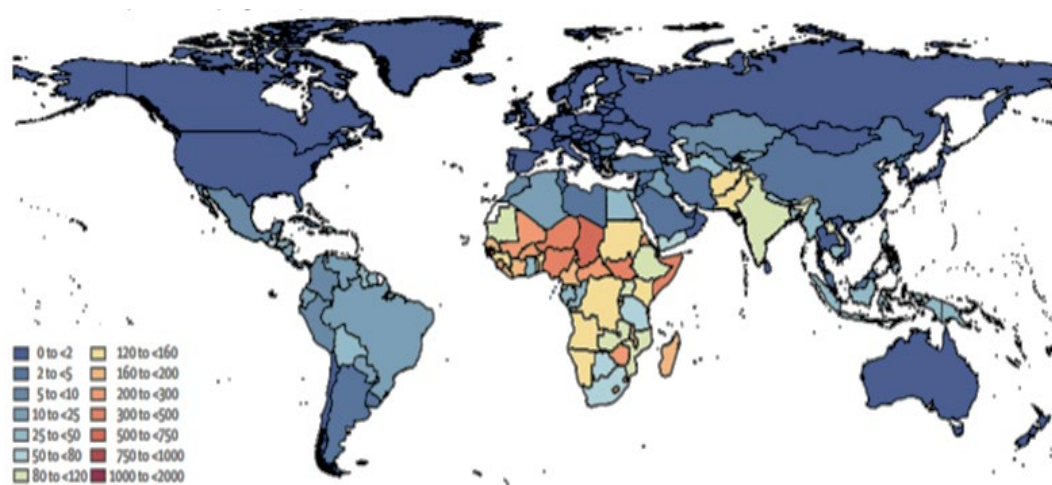 0 to <2
2 to <5
5 to <10
10 to <25
25 to <50
50 to <80
80 to <120
120 to <160
160 to <200
200 to <300
300 to <500
500 to <750
750 to <1000
1000 to <2000